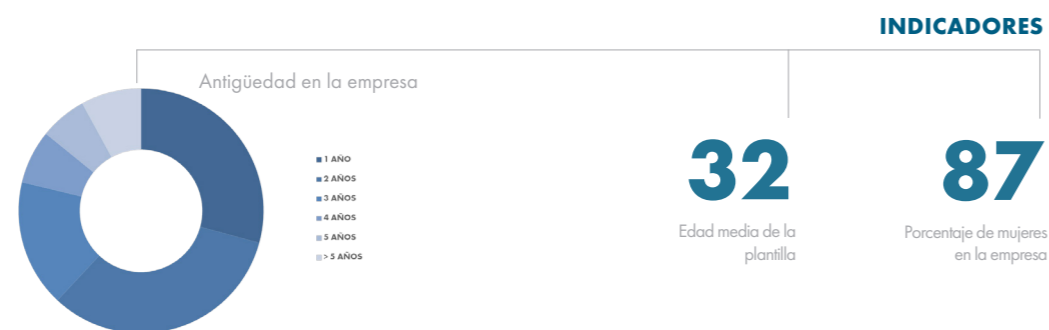 INDICADORES
Antigüedad en la empresa
1 AÑO
2 AÑOS
3 AÑOS
4 AÑOS
5 AÑOS
> 5 AÑOS
32
Edad media de la
plantilla
87
Porcentaje de mujeres
en la empresa